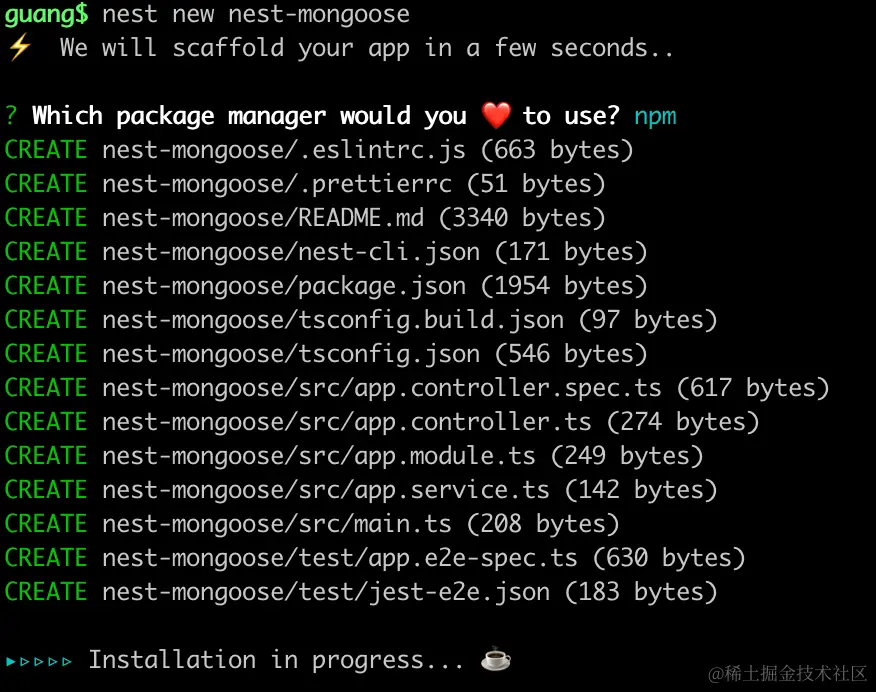 guang$ nest new nest-mongoose
⚡ We will scaffold your app in a few seconds..
? Which package manager would you ❤️ to use? npm
CREATE nest-mongoose/.eslintrc.js (663 bytes)
CREATE nest-mongoose/.prettierrc (51 bytes)
CREATE nest-mongoose/README.md (3340 bytes)
CREATE nest-mongoose/nest-cli.json (171 bytes)
CREATE nest-mongoose/package.json (1954 bytes)
CREATE nest-mongoose/tsconfig.build.json (97 bytes)
CREATE nest-mongoose/tsconfig.json (546 bytes)
CREATE nest-mongoose/src/app.controller.spec.ts (617 bytes)
CREATE nest-mongoose/src/app.controller.ts (274 bytes)
CREATE nest-mongoose/src/app.module.ts (249 bytes)
CREATE nest-mongoose/src/app.service.ts (142 bytes)
CREATE nest-mongoose/src/main.ts (208 bytes)
CREATE nest-mongoose/test/app.e2e-spec.ts (630 bytes)
CREATE nest-mongoose/test/jest-e2e.json (183 bytes)
▸▹▹▹▹ Installation in progress... ☕
@稀土掘金技术社区